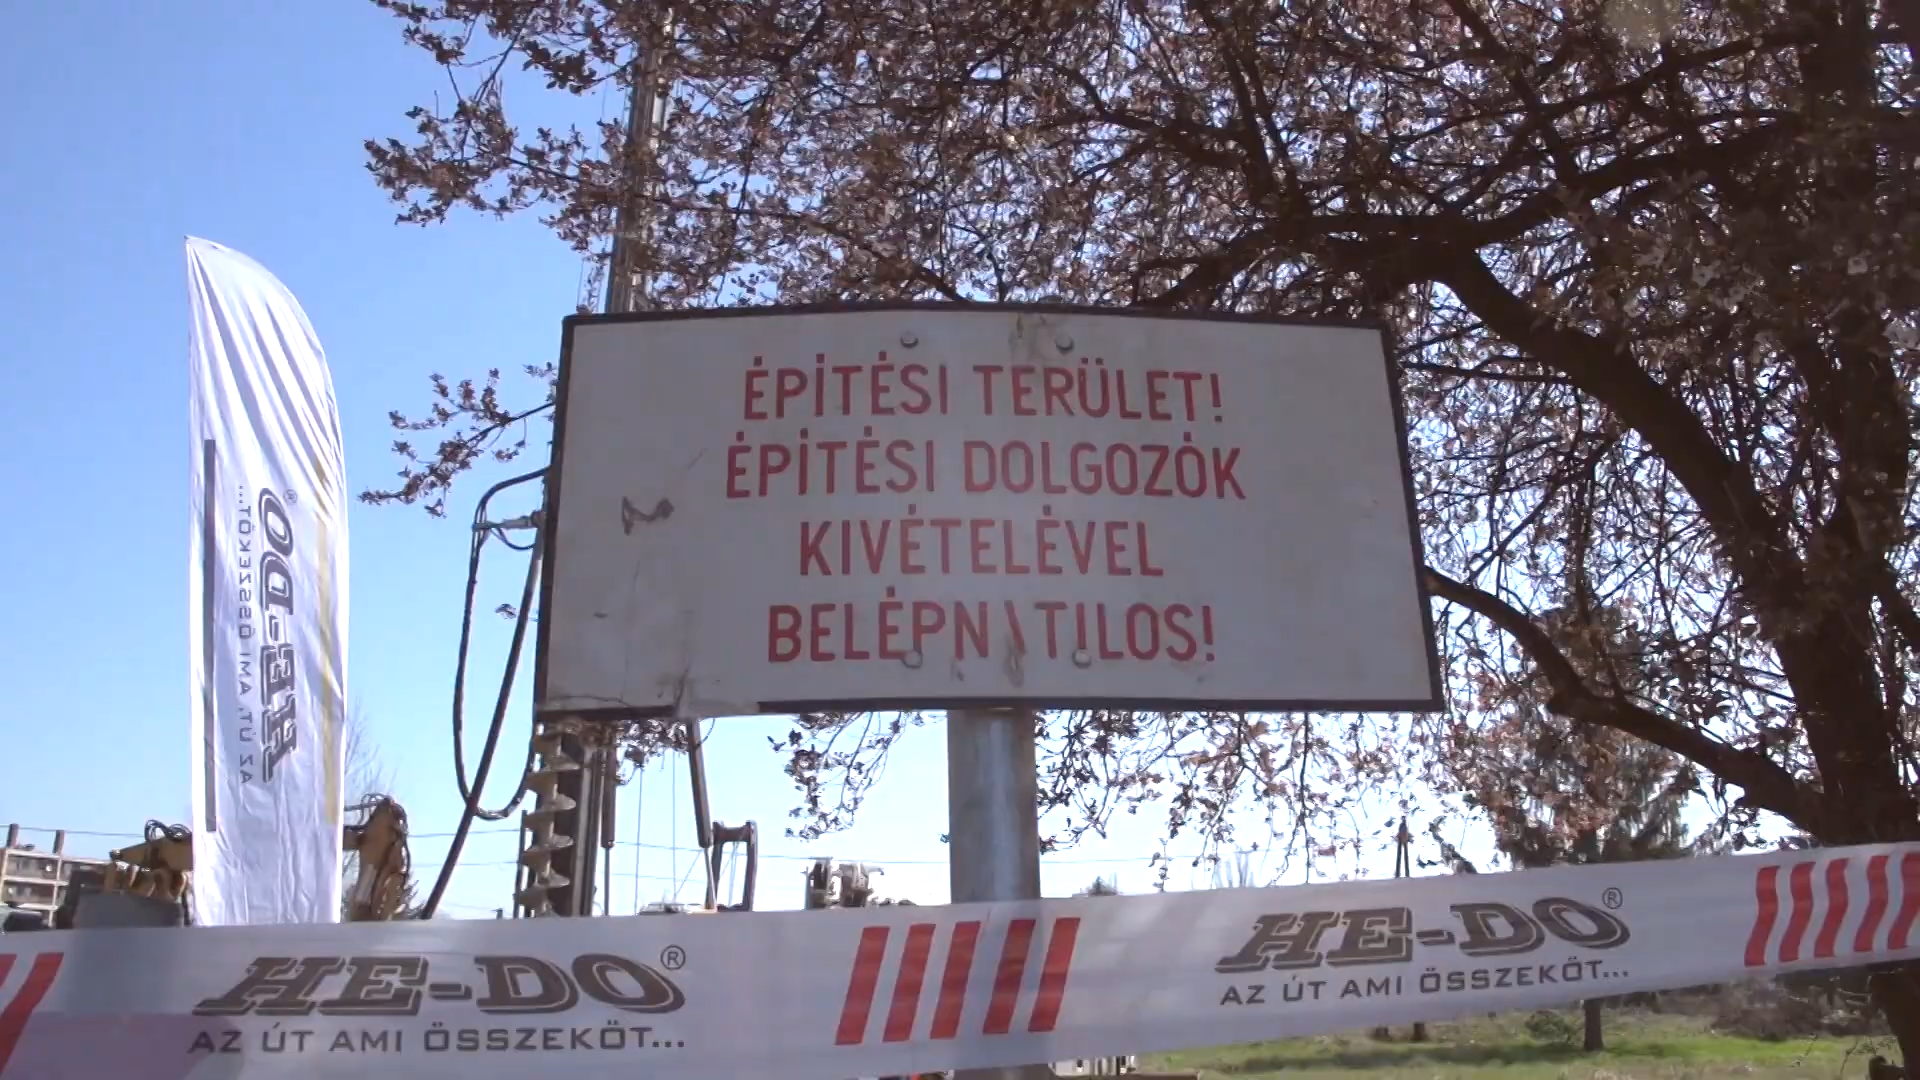 ÉPÍTÉSI TERÜLET!
ÉPÍTÉSI DOLGOZÓK
KIVÉTELÉVEL
BELÉPNI TILOS!
HE-DO®
AZ ÚT, AMI ÖSSZEKÖT...
HE-DO®
AZ ÚT AMI ÖSSZEKÖT...
HE-DO®
AZ ÚT AMI ÖSSZEKÖT...